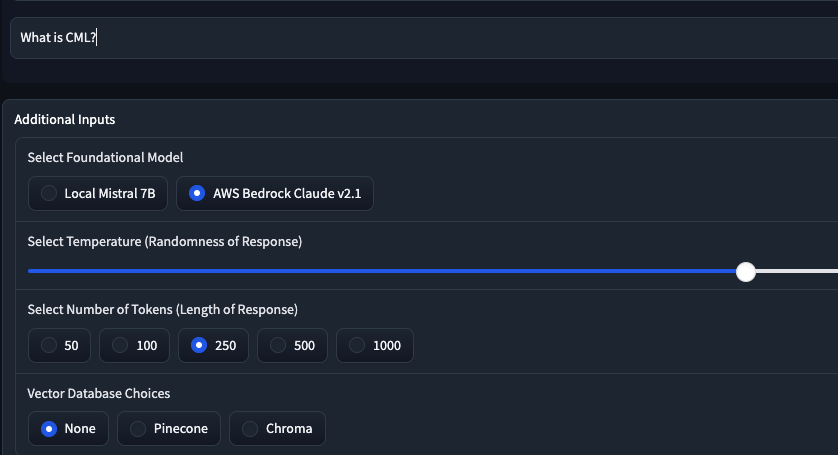 What is CML?
Additional Inputs
Select Foundational Model
Local Mistral 7B AWS Bedrock Claude v2.1
Select Temperature (Randomness of Response)
Select Number of Tokens (Length of Response)
50 100 250 500 1000
Vector Database Choices
None Pinecone Chroma